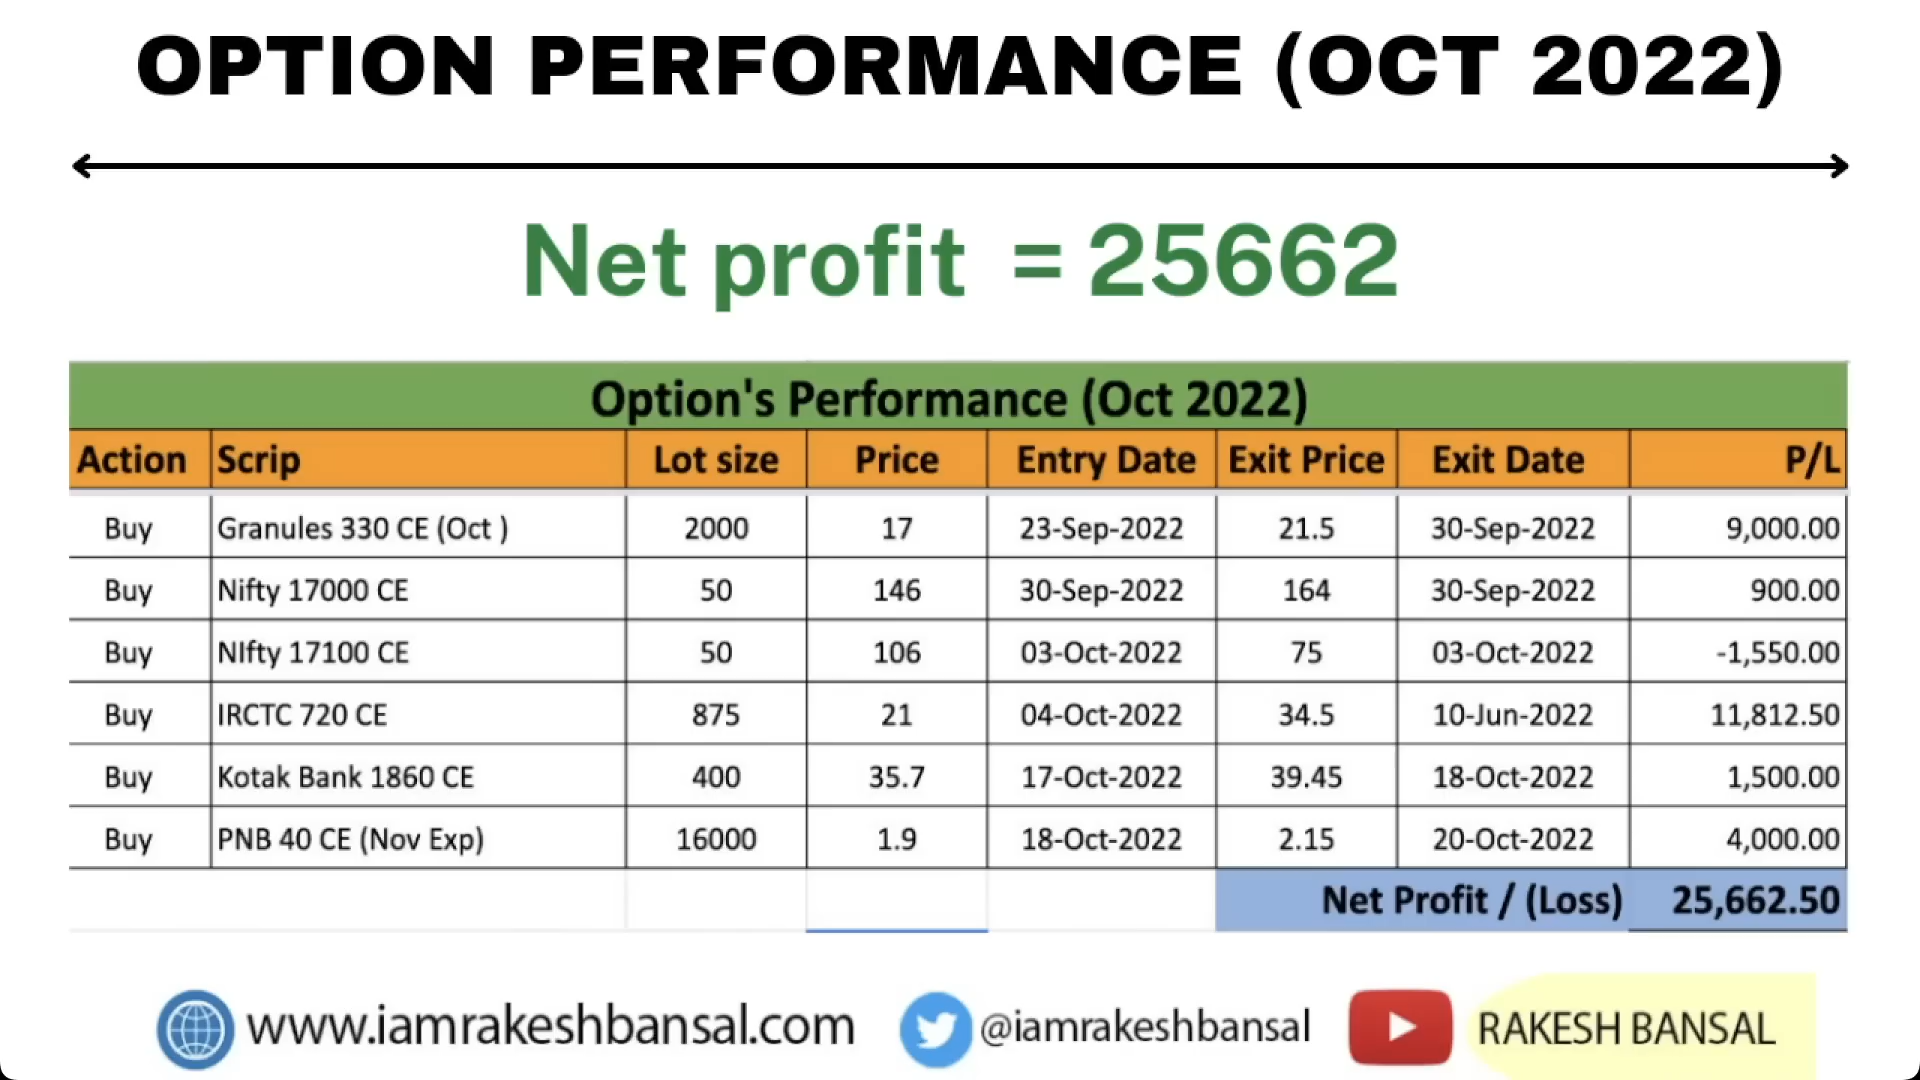 OPTION PERFORMANCE (OCT 2022)
Net profit = 25662
Option's Performance (Oct 2022)
Action Scrip Lot size Price Entry Date Exit Price Exit Date P/L
Buy Granules 330 CE (Oct ) 2000 17 23-Sep-2022 21.5 30-Sep-2022 9,000.00
Buy Nifty 17000 CE 50 146 30-Sep-2022 164 30-Sep-2022 900.00
Buy NIfty 17100 CE 50 106 03-Oct-2022 75 03-Oct-2022 -1,550.00
Buy IRCTC 720 CE 875 21 04-Oct-2022 34.5 10-Jun-2022 11,812.50
Buy Kotak Bank 1860 CE 400 35.7 17-Oct-2022 39.45 18-Oct-2022 1,500.00
Buy PNB 40 CE (Nov Exp) 16000 1.9 18-Oct-2022 2.15 20-Oct-2022 4,000.00
Net Profit / (Loss) 25,662.50
www.iamrakeshbansal.com @iamrakeshbansal RAKESH BANSAL